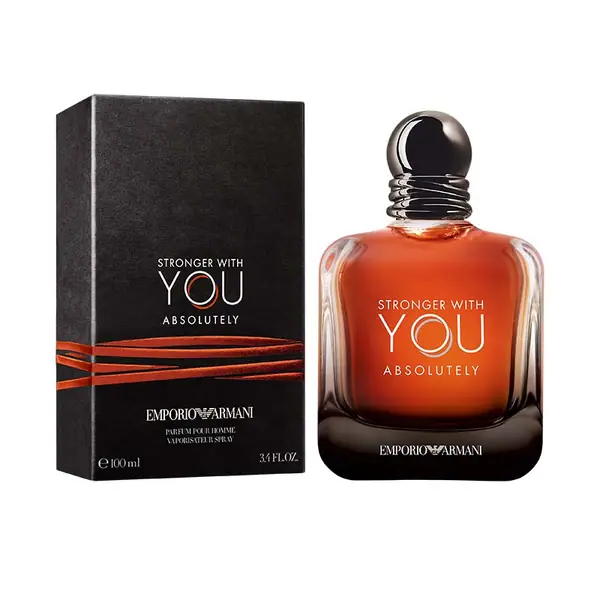 STRONGER WITH
YOU
ABSOLUTELY
EMPORIO ARMANI
PARFUM POUR HOMME
VAPORISATEUR SPRAY
℮ 100 ml 3.4 FL.OZ.
STRONGER WITH
YOU
ABSOLUTELY
EMPORIO ARMANI